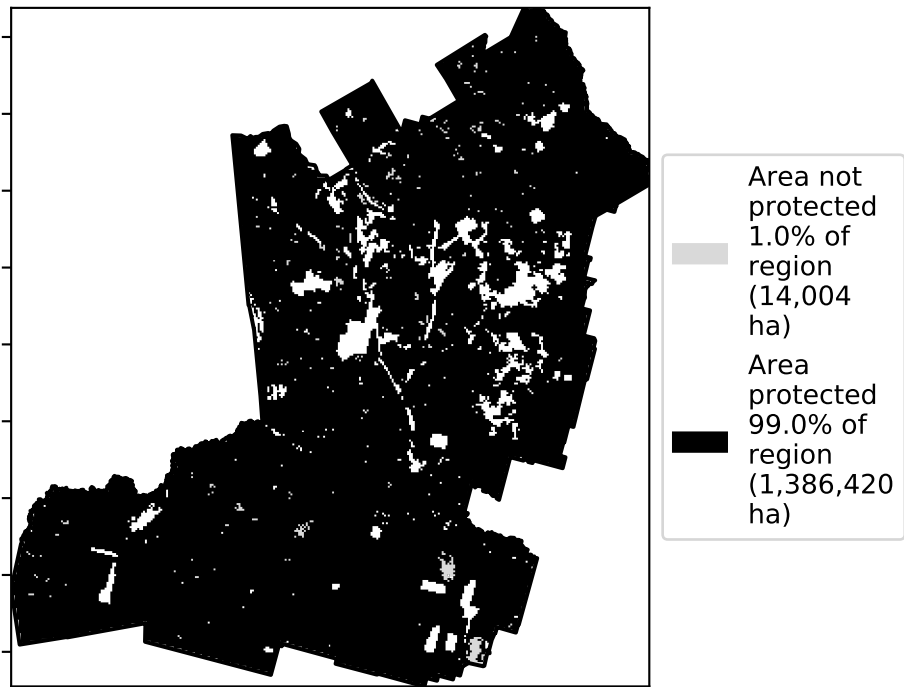 Area not
protected
1.0% of
region
(14,004
ha)
Area
protected
99.0% of
region
(1,386,420
ha)